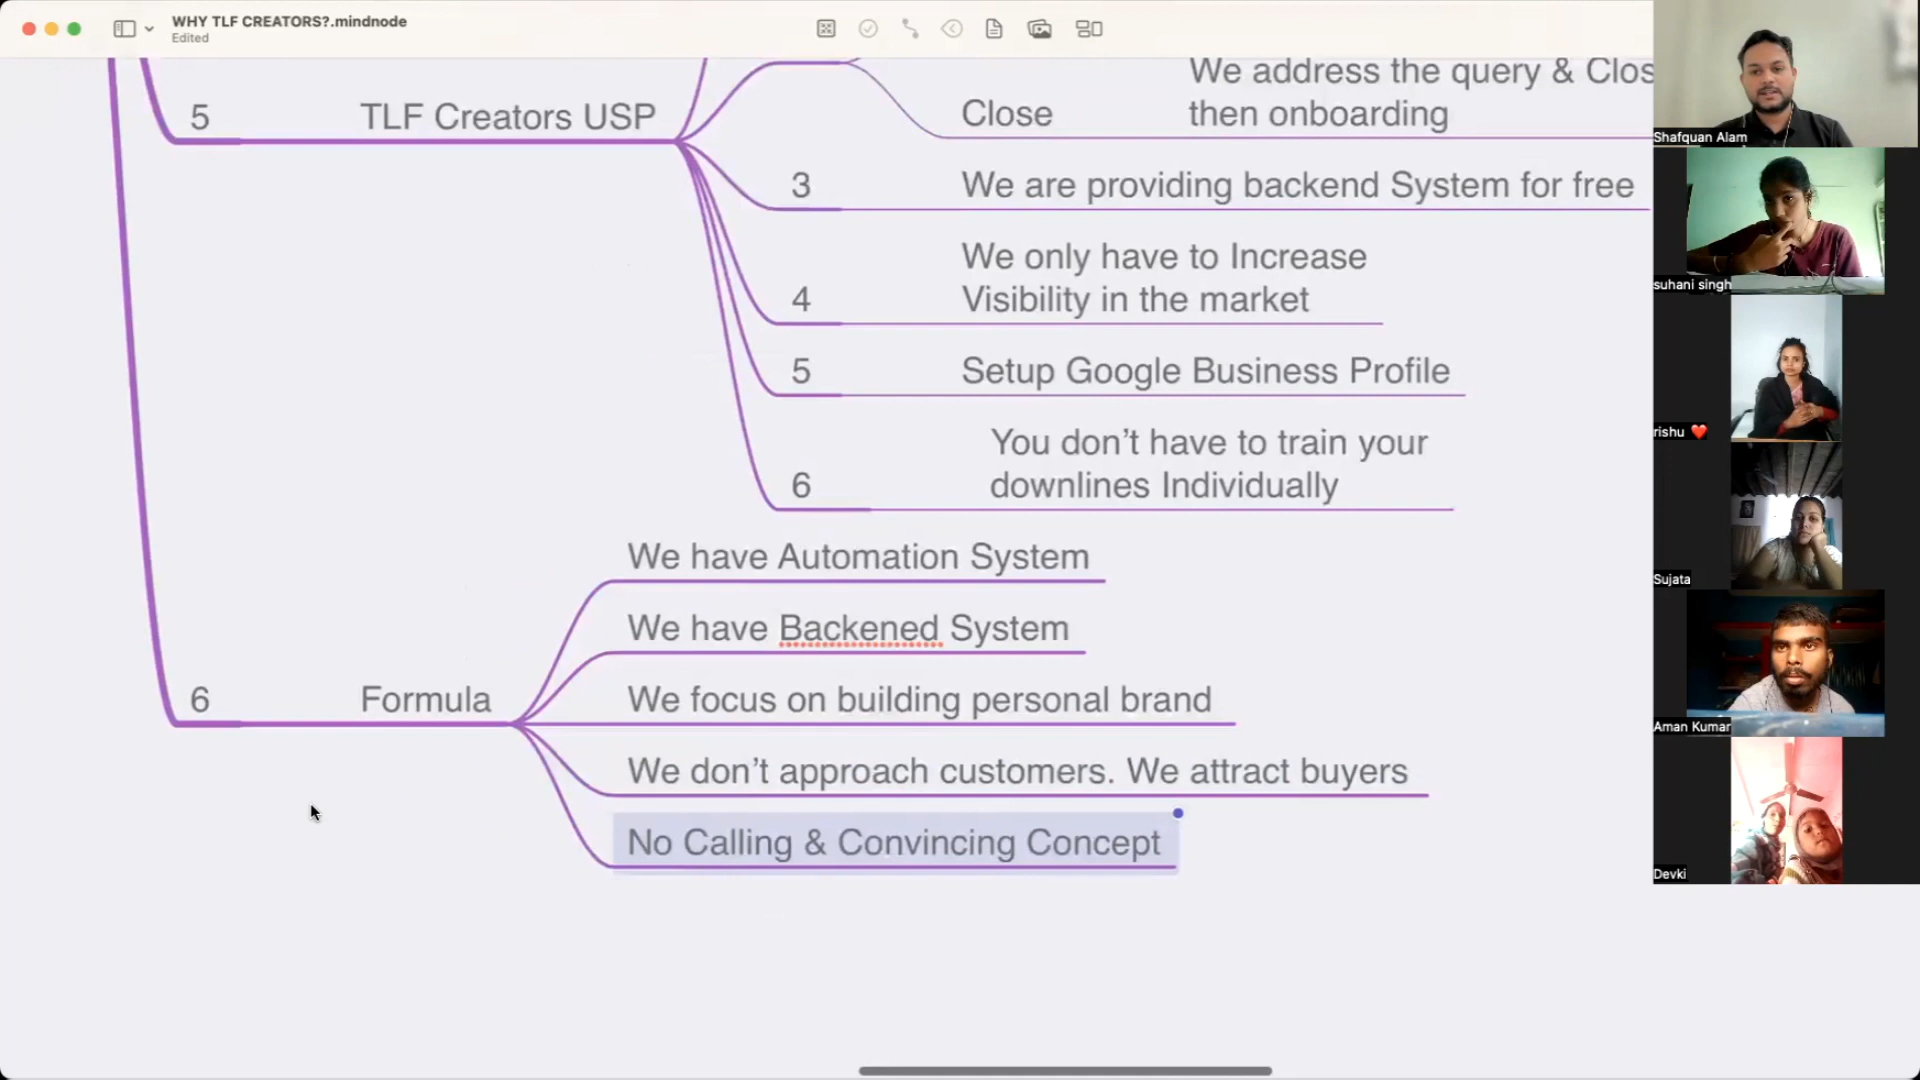 WHY TLF CREATORS?.mindnode
Edited
We address the query & Clos
then onboarding
Close
5
TLF Creators USP
3
We are providing backend System for free
4
We only have to Increase
Visibility in the market
5
Setup Google Business Profile
6
You don’t have to train your
downlines Individually
6
Formula
We have Automation System
We have Backened System
We focus on building personal brand
We don’t approach customers. We attract buyers
No Calling & Convincing Concept
Shafquan Alam
suhani singh
rishu ❤️
Sujata
Aman Kumar
Devki